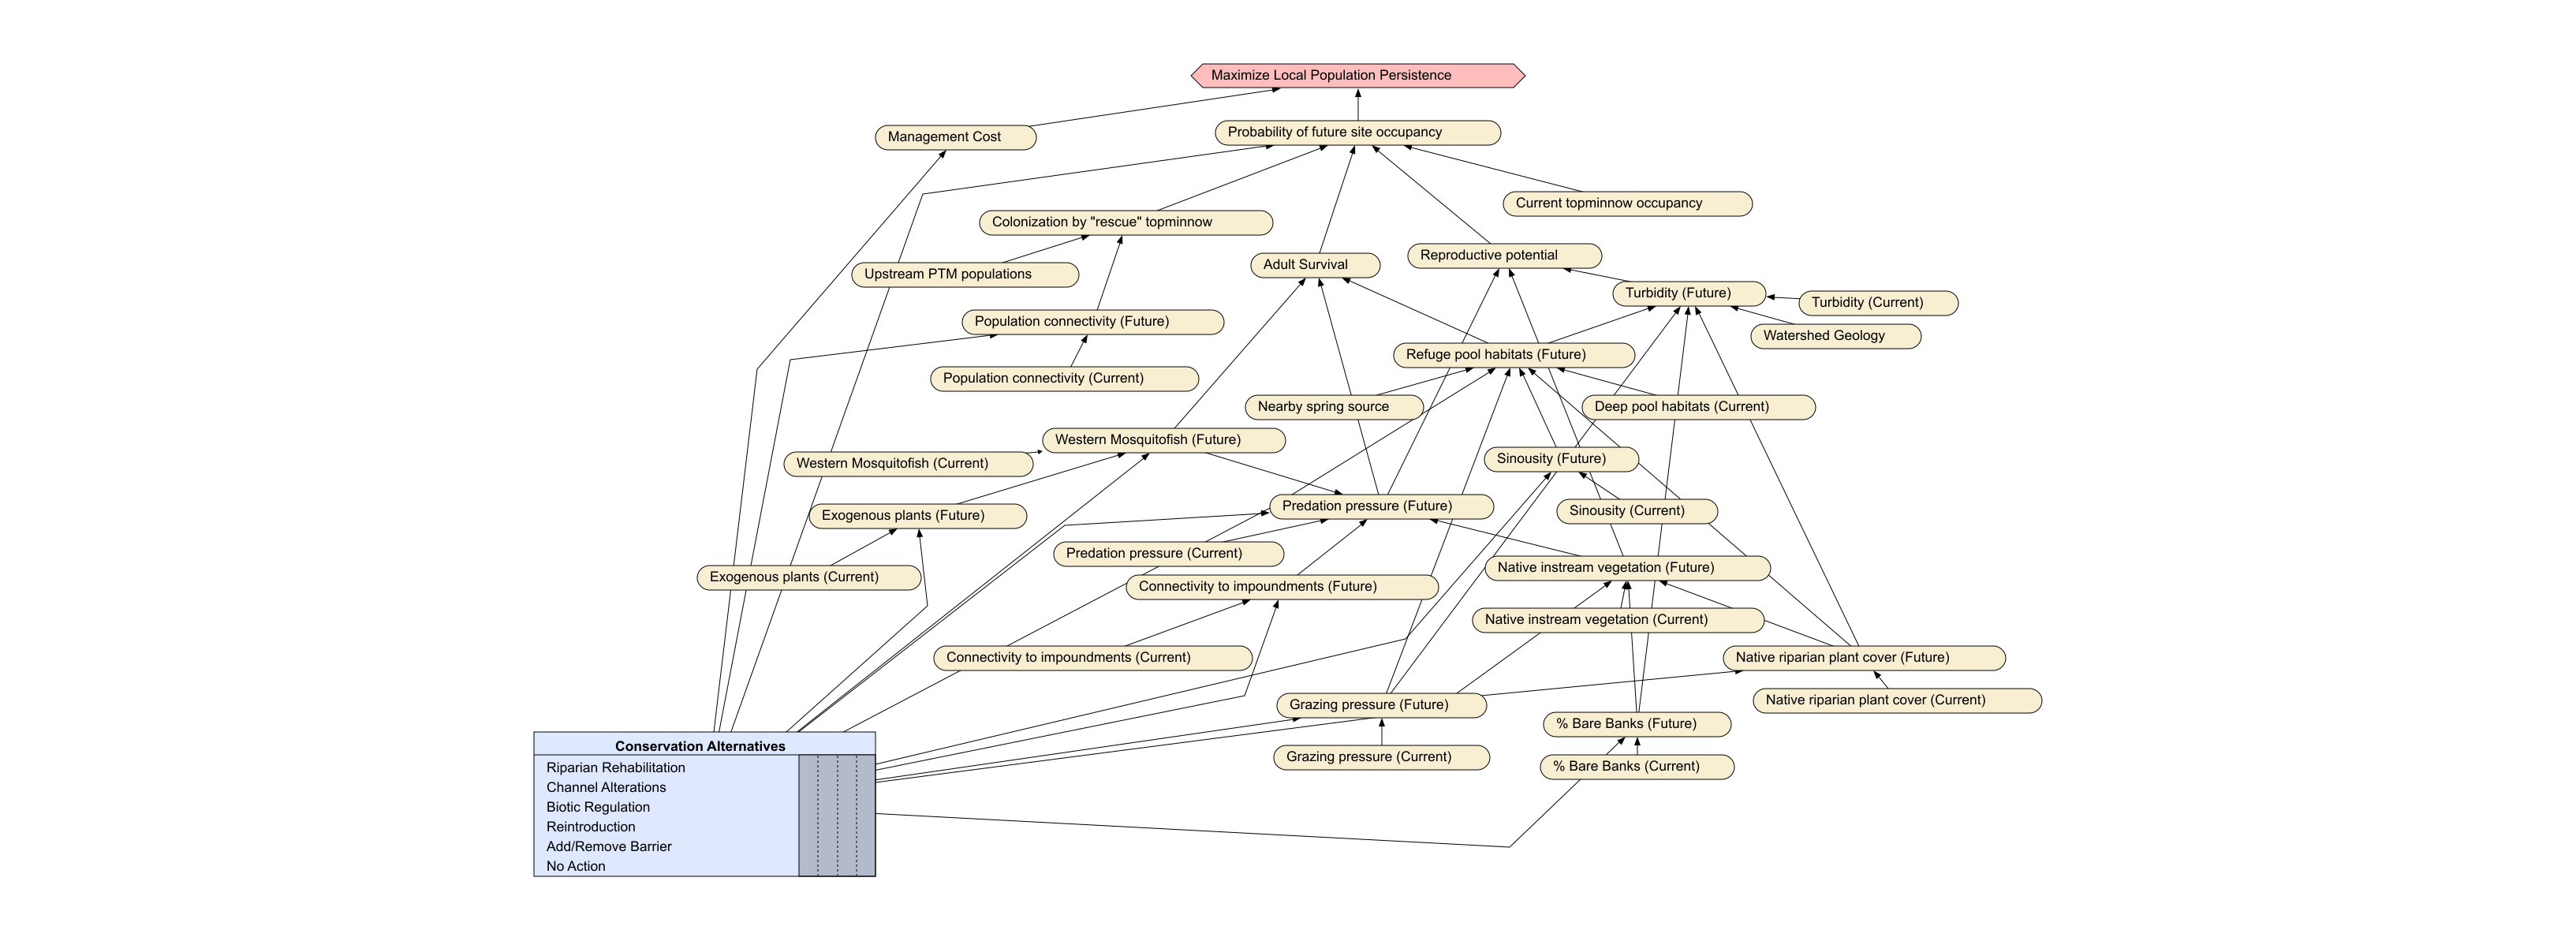 Maximize Local Population Persistence
Management Cost
Probability of future site occupancy
Current topminnow occupancy
Colonization by "rescue" topminnow
Reproductive potential
Adult Survival
Upstream PTM populations
Turbidity (Future)
Turbidity (Current)
Population connectivity (Future)
Watershed Geology
Refuge pool habitats (Future)
Population connectivity (Current)
Nearby spring source
Deep pool habitats (Current)
Western Mosquitofish (Future)
Western Mosquitofish (Current)
Sinousity (Future)
Predation pressure (Future)
Sinousity (Current)
Exogenous plants (Future)
Predation pressure (Current)
Native instream vegetation (Future)
Exogenous plants (Current)
Connectivity to impoundments (Future)
Native instream vegetation (Current)
Connectivity to impoundments (Current)
Native riparian plant cover (Future)
Native riparian plant cover (Current)
Grazing pressure (Future)
% Bare Banks (Future)
Grazing pressure (Current)
% Bare Banks (Current)
Conservation Alternatives
Riparian Rehabilitation
Channel Alterations
Biotic Regulation
Reintroduction
Add/Remove Barrier
No Action